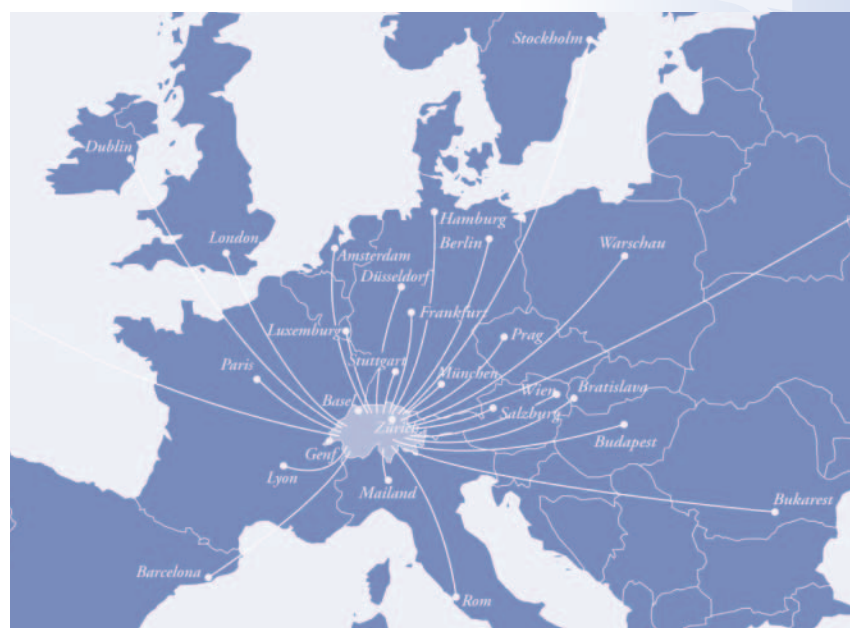 Stockholm
Dublin
Hamburg
London
Berlin
Warschau
Amsterdam
Düsseldorf
Frankfurt
Luxemburg
Prag
Paris
Stuttgart
München
Basel
Wien
Bratislava
Salzburg
Zürich
Budapest
Genf
Lyon
Mailand
Bukarest
Barcelona
Rom